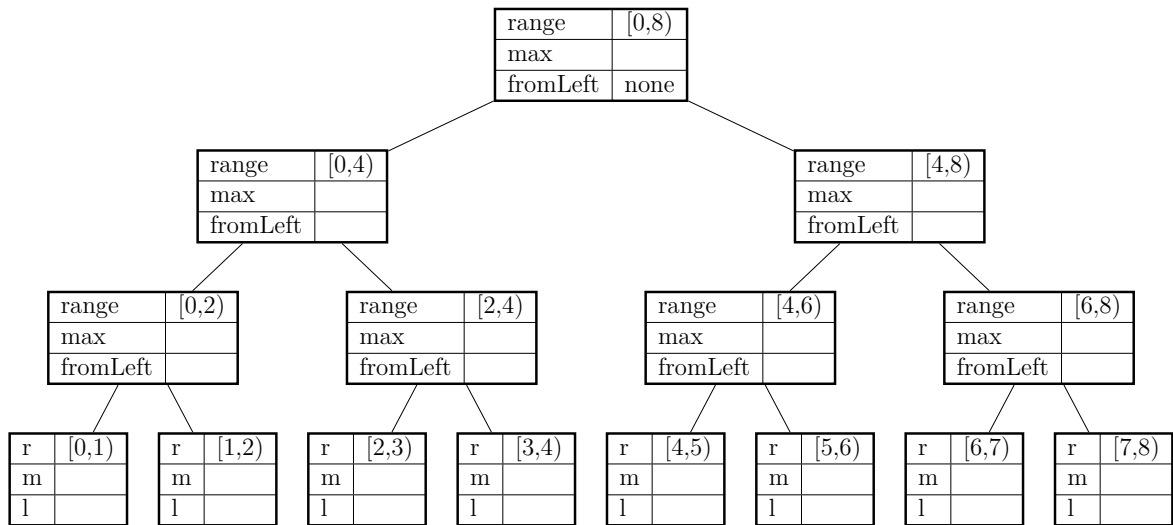 range [0,8)
max
fromLeft none
range [0,4)
max
fromLeft
range [4,8)
max
fromLeft
range [0,2)
max
fromLeft
range [2,4)
max
fromLeft
range [4,6)
max
fromLeft
range [6,8)
max
fromLeft
r [0,1)
m
l
r [1,2)
m
l
r [2,3)
m
l
r [3,4)
m
l
r [4,5)
m
l
r [5,6)
m
l
r [6,7)
m
l
r [7,8)
m
l